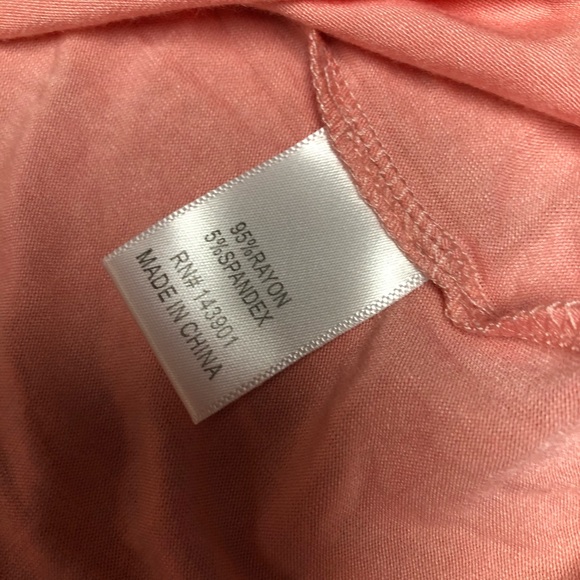 95%RAYON
5%SPANDEX
RN# 143901
MADE IN CHINA